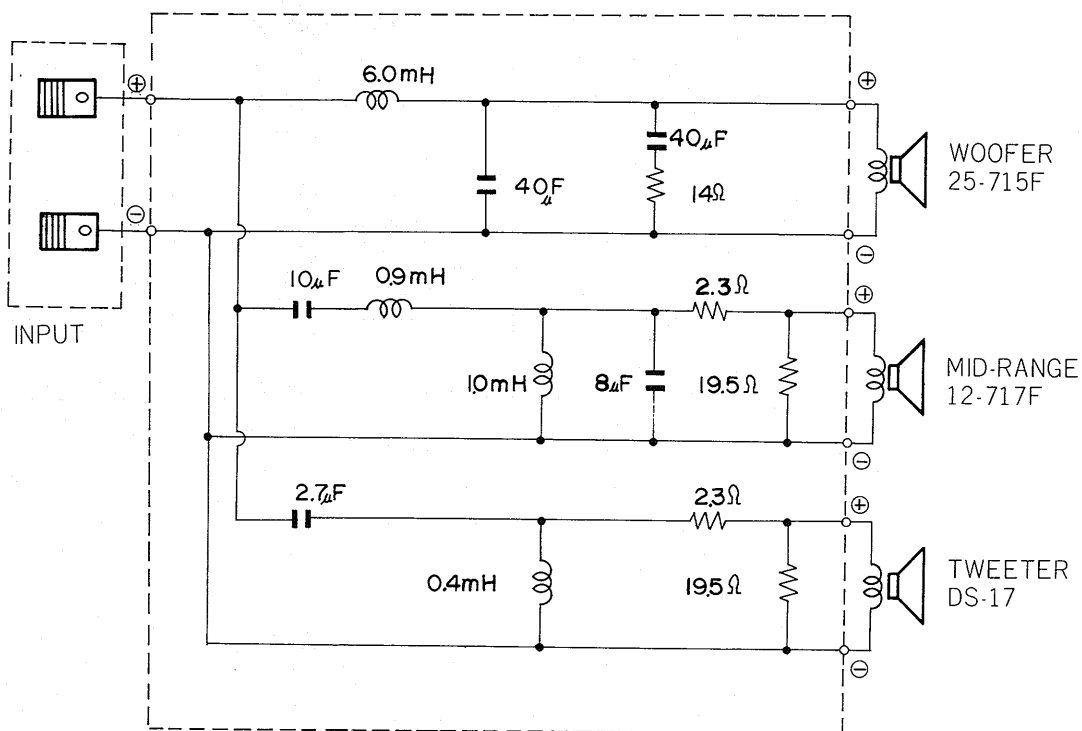 INPUT
⊕
⊖
6.0mH
40µF
40µF
14Ω
⊕
⊖
WOOFER
25-715F
10µF
0.9mH
1.0mH
8µF
2.3Ω
19.5Ω
⊕
⊖
MID-RANGE
12-717F
2.7µF
0.4mH
2.3Ω
19.5Ω
⊕
⊖
TWEETER
DS-17